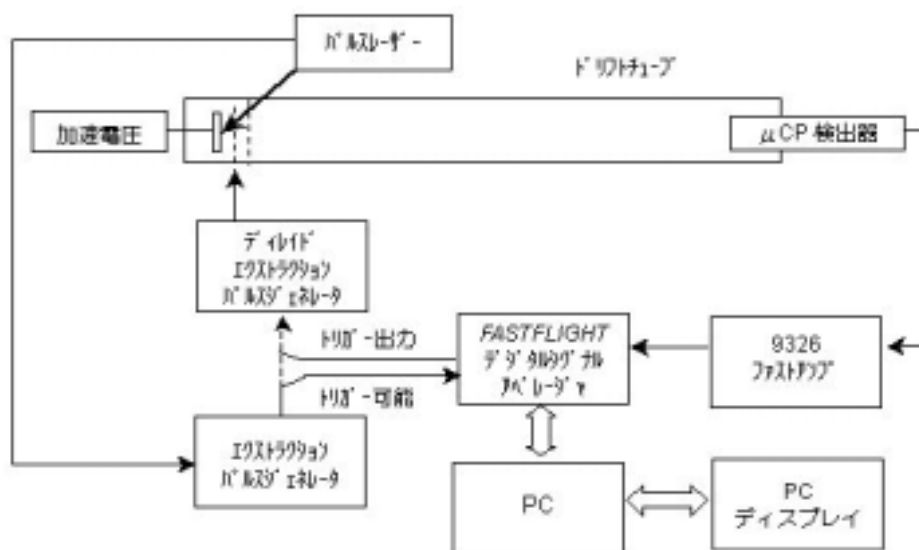 パルスレーザー
ドリフトチューブ
加速電圧
μCP 検出器
ディレイド
エクストラクション
パルスジェネレータ
トリガー出力
トリガー可能
FASTFLIGHT
デジタルシグナル
アベレージャ
9326
ファストアンプ
エクストラクション
パルスジェネレータ
PC
PC
ディスプレイ